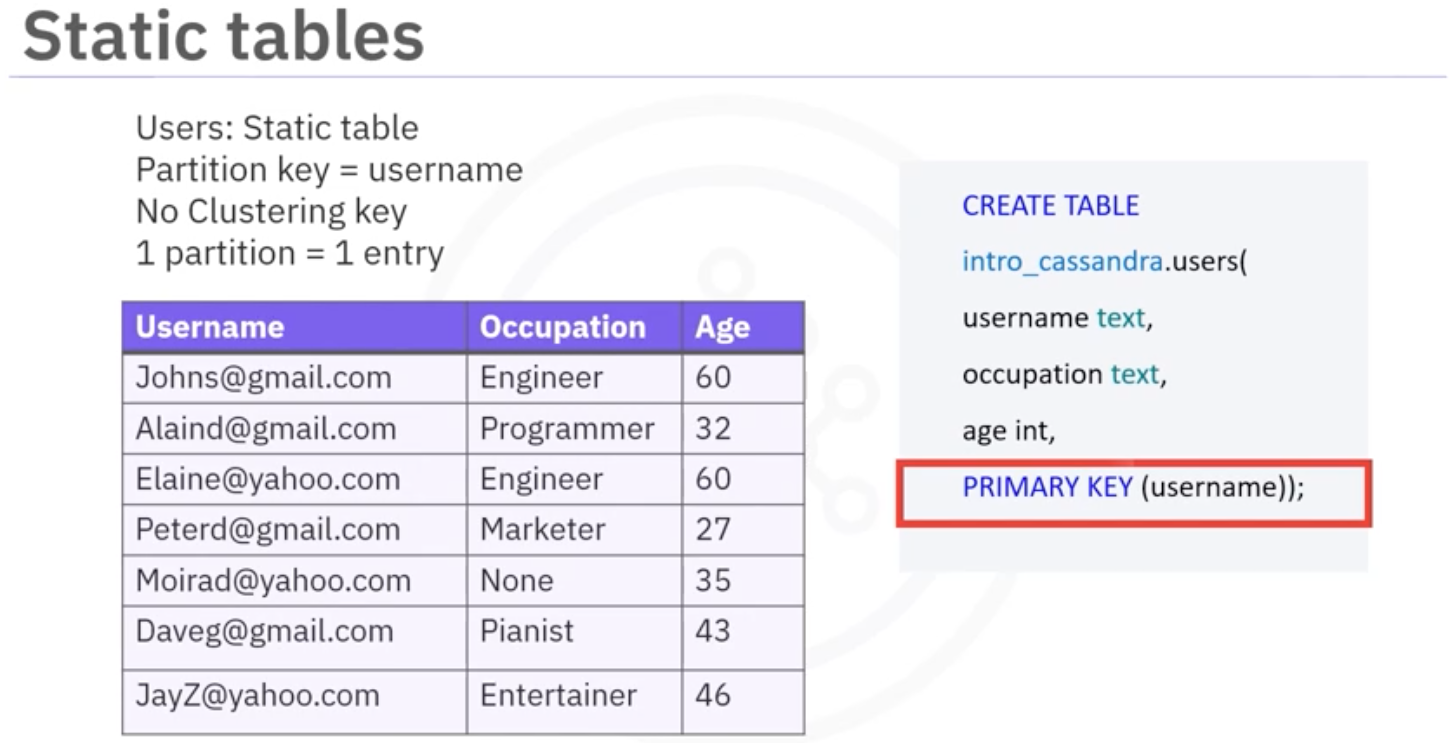 Static tables
Users: Static table
Partition key = username
No Clustering key
1 partition = 1 entry
Username Occupation Age
Johns@gmail.com Engineer 60
Alaind@gmail.com Programmer 32
Elaine@yahoo.com Engineer 60
Peterd@gmail.com Marketer 27
Moirad@yahoo.com None 35
Daveg@gmail.com Pianist 43
JayZ@yahoo.com Entertainer 46
CREATE TABLE
intro_cassandra.users(
username text,
occupation text,
age int,
PRIMARY KEY (username));